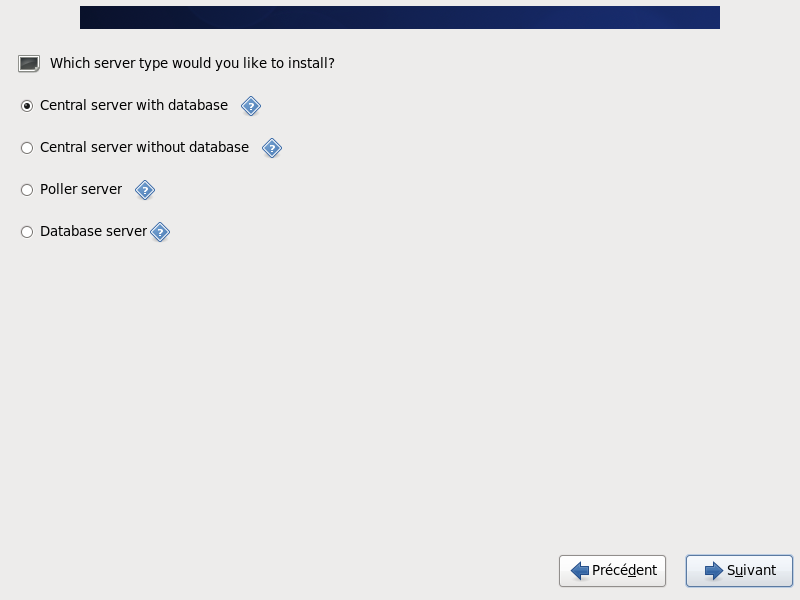 Which server type would you like to install?
Central server with database
Central server without database
Poller server
Database server
Précédent
Suivant